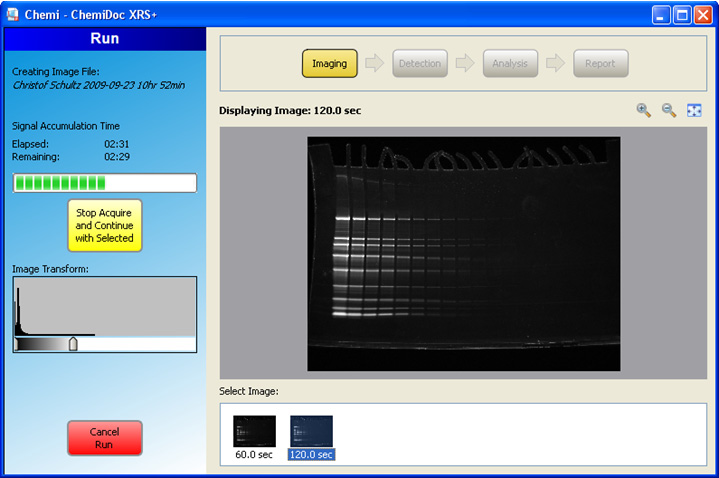 Chemi - ChemiDoc XRS+
Run
Creating Image File:
Christof Schultz 2009-09-23 10hr 52min
Signal Accumulation Time
Elapsed: 02:31
Remaining: 02:29
Stop Acquire
and Continue
with Selected
Image Transform:
Cancel
Run
Imaging
Detection
Analysis
Report
Displaying Image: 120.0 sec
Select Image:
60.0 sec
120.0 sec